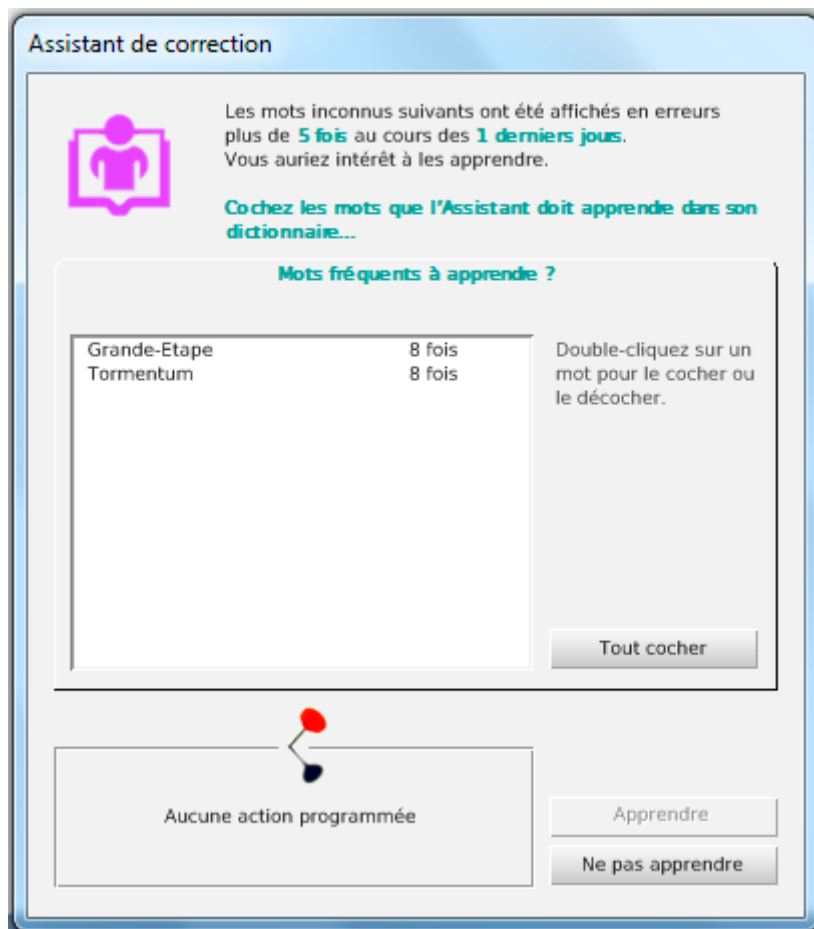 Assistant de correction
Les mots inconnus suivants ont été affichés en erreurs
plus de 5 fois au cours des 1 derniers jours.
Vous auriez intérêt à les apprendre.
Cochez les mots que l'Assistant doit apprendre dans son
dictionnaire...
Mots fréquents à apprendre ?
Grande-Etape 8 fois
Tormentum 8 fois
Double-cliquez sur un
mot pour le cocher ou
le décocher.
Tout cocher
Aucune action programmée
Apprendre
Ne pas apprendre